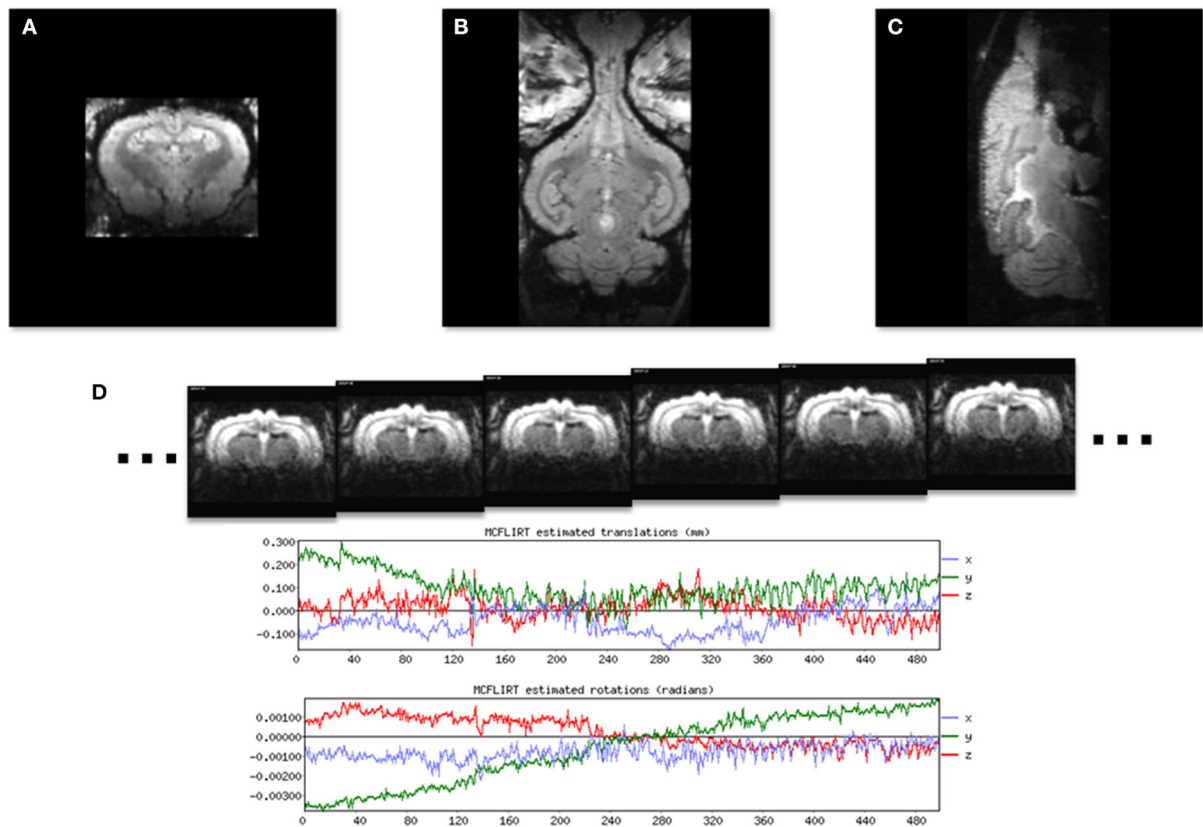 A
B
C
D
MCFLIRT estimated translations (mm)
0.300
0.200
0.100
0.000
−0.100
0 40 80 120 160 200 240 280 320 360 400 440 480
x
y
z
MCFLIRT estimated rotations (radians)
0.00100
0.00000
−0.00100
−0.00200
−0.00300
0 40 80 120 160 200 240 280 320 360 400 440 480
x
y
z